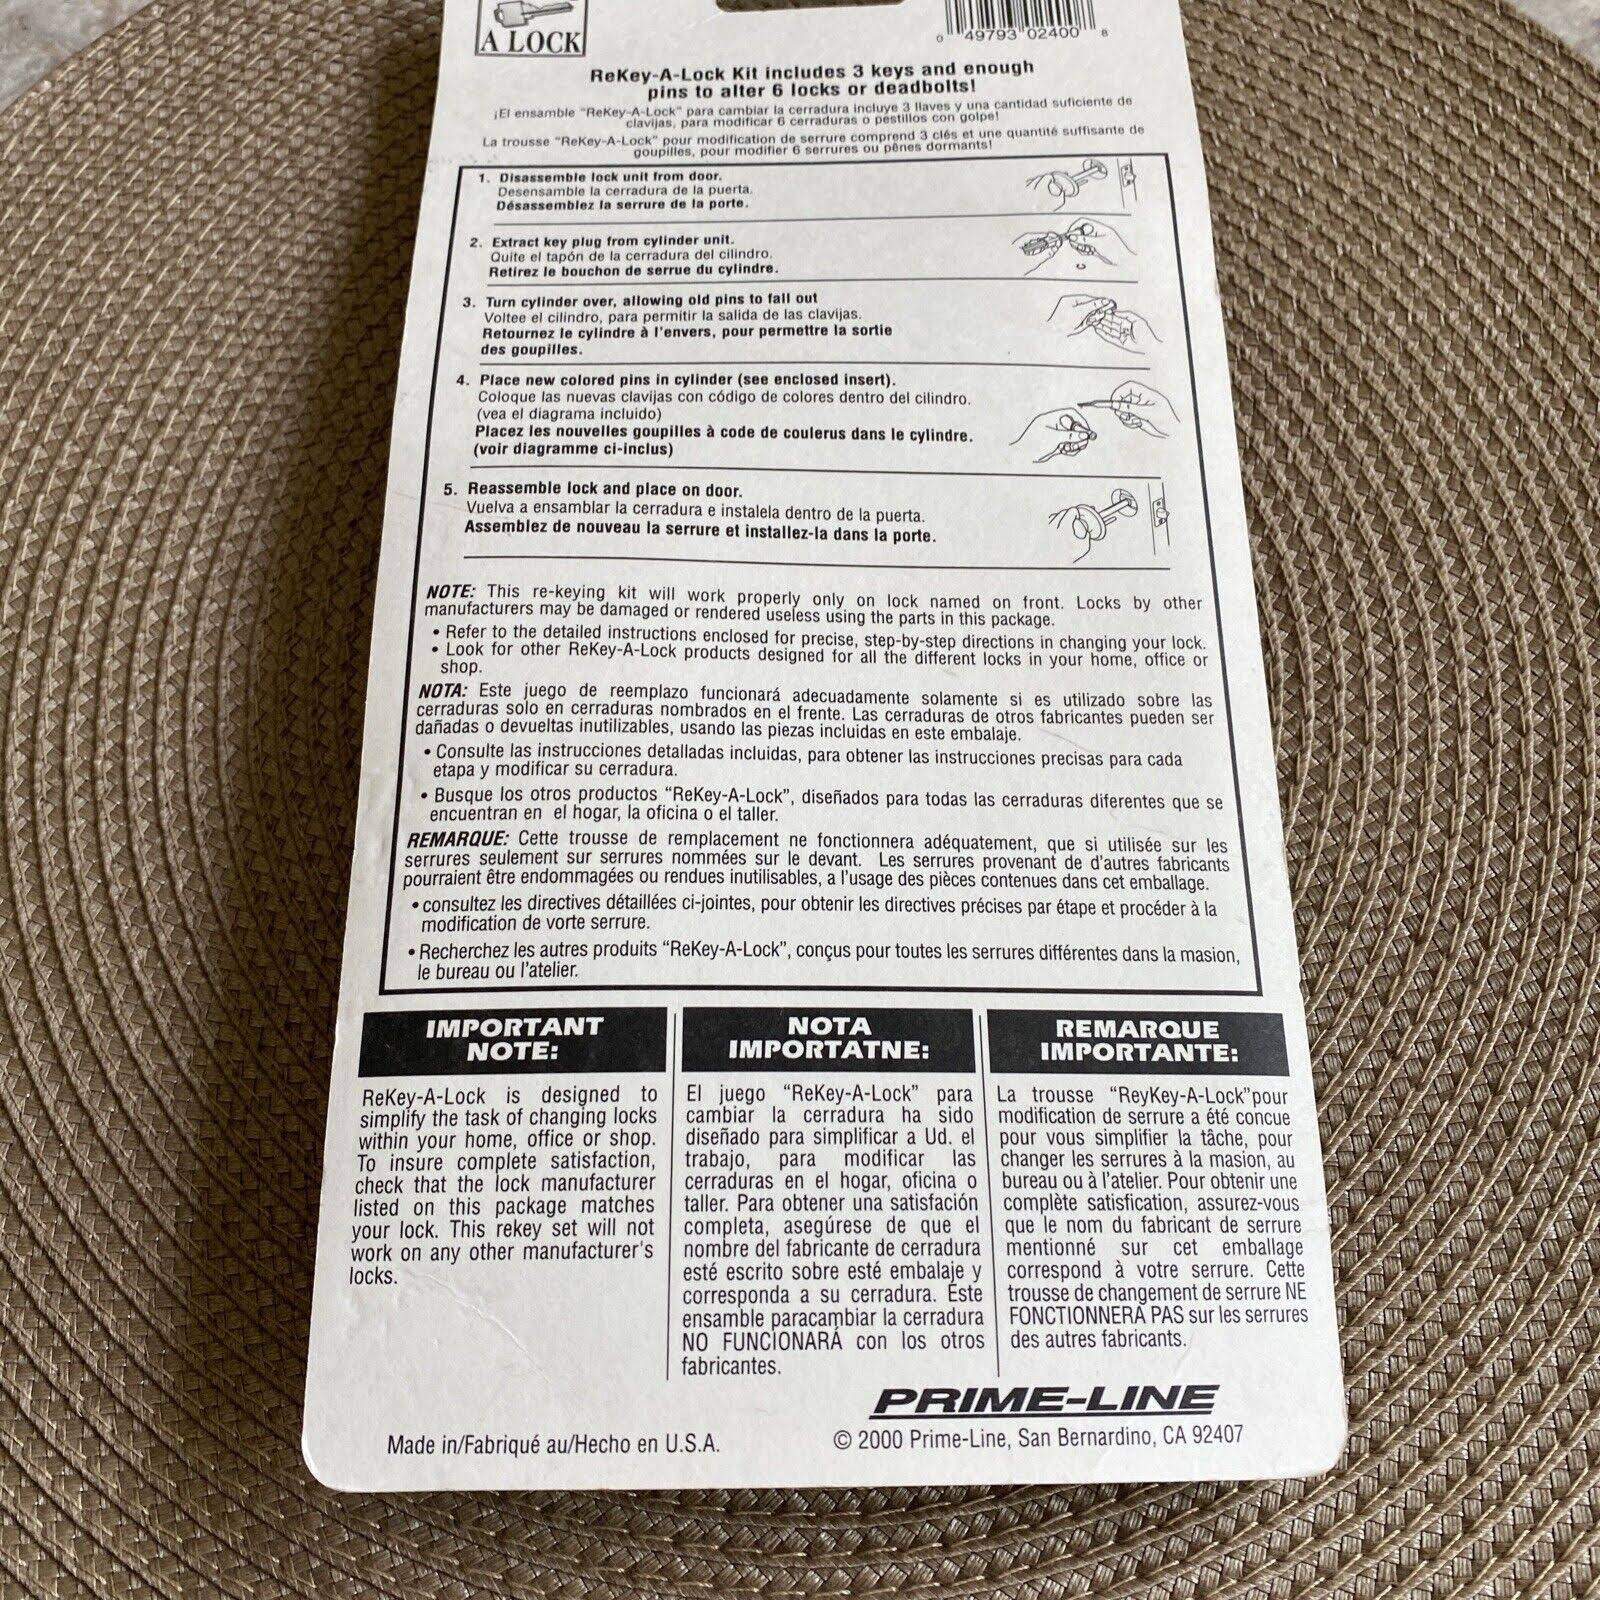 A LOCK
0 49793 02400 8
ReKey-A-Lock Kit includes 3 keys and enough
pins to alter 6 locks or deadbolts!
¡El ensamble "ReKey-A-Lock" para cambiar la cerradura incluye 3 llaves y una cantidad suficiente de
clavijas, para modificar 6 cerraduras o pestillos con golpe!
La trousse "ReKey-A-Lock" pour modification de serrure comprend 3 clés et une quantité suffisante de
goupilles, pour modifier 6 serrures ou pênes dormants!
1. Disassemble lock unit from door.
Desensamble la cerradura de la puerta.
Désassemblez la serrure de la porte.
2. Extract key plug from cylinder unit.
Quite el tapón de la cerradura del cilindro.
Retirez le bouchon de serrue du cylindre.
3. Turn cylinder over, allowing old pins to fall out
Voltee el cilindro, para permitir la salida de las clavijas.
Retournez le cylindre à l'envers, pour permettre la sortie
des goupilles.
4. Place new colored pins in cylinder (see enclosed insert).
Coloque las nuevas clavijas con código de colores dentro del cilindro.
(vea el diagrama incluido)
Placez les nouvelles goupilles à code de coulerus dans le cylindre.
(voir diagramme ci-inclus)
5. Reassemble lock and place on door.
Vuelva a ensamblar la cerradura e instalela dentro de la puerta.
Assemblez de nouveau la serrure et installez-la dans la porte.
NOTE: This re-keying kit will work properly only on lock named on front. Locks by other
manufacturers may be damaged or rendered useless using the parts in this package.
• Refer to the detailed instructions enclosed for precise, step-by-step directions in changing your lock.
• Look for other ReKey-A-Lock products designed for all the different locks in your home, office or
shop.
NOTA: Este juego de reemplazo funcionará adecuadamente solamente si es utilizado sobre las
cerraduras solo en cerraduras nombrados en el frente. Las cerraduras de otros fabricantes pueden ser
dañadas o devueltas inutilizables, usando las piezas incluidas en este embalaje.
• Consulte las instrucciones detalladas incluidas, para obtener las instrucciones precisas para cada
etapa y modificar su cerradura.
• Busque los otros productos "ReKey-A-Lock", diseñados para todas las cerraduras diferentes que se
encuentran en el hogar, la oficina o el taller.
REMARQUE: Cette trousse de remplacement ne fonctionnera adéquatement, que si utilisée sur les
serrures seulement sur serrures nommées sur le devant. Les serrures provenant de d'autres fabricants
pourraient être endommagées ou rendues inutilisables, a l'usage des pièces contenues dans cet emballage.
• consultez les directives détaillées ci-jointes, pour obtenir les directives précises par étape et procéder à la
modification de vorte serrure.
• Recherchez les autres produits "ReKey-A-Lock", conçus pour toutes les serrures différentes dans la masion,
le bureau ou l'atelier.
IMPORTANT
NOTE:
ReKey-A-Lock is designed to
simplify the task of changing locks
within your home, office or shop.
To insure complete satisfaction,
check that the lock manufacturer
listed on this package matches
your lock. This rekey set will not
work on any other manufacturer's
locks.
NOTA
IMPORTATNE:
El juego "ReKey-A-Lock" para
cambiar la cerradura ha sido
diseñado para simplificar a Ud. el
trabajo, para modificar las
cerraduras en el hogar, oficina o
taller. Para obtener una satisfación
completa, asegúrese de que el
nombre del fabricante de cerradura
esté escrito sobre esté embalaje y
corresponda a su cerradura. Este
ensamble paracambiar la cerradura
NO FUNCIONARÁ con los otros
fabricantes.
REMARQUE
IMPORTANTE:
La trousse "ReyKey-A-Lock"pour
modification de serrure a été concue
pour vous simplifier la tâche, pour
changer les serrures à la masion, au
bureau ou à l'atelier. Pour obtenir une
complète satisfication, assurez-vous
que le nom du fabricant de serrure
mentionné sur cet emballage
correspond à votre serrure. Cette
trousse de changement de serrure NE
FONCTIONNERA PAS sur les serrures
des autres fabricants.
PRIME-LINE
Made in/Fabriqué au/Hecho en U.S.A.
© 2000 Prime-Line, San Bernardino, CA 92407